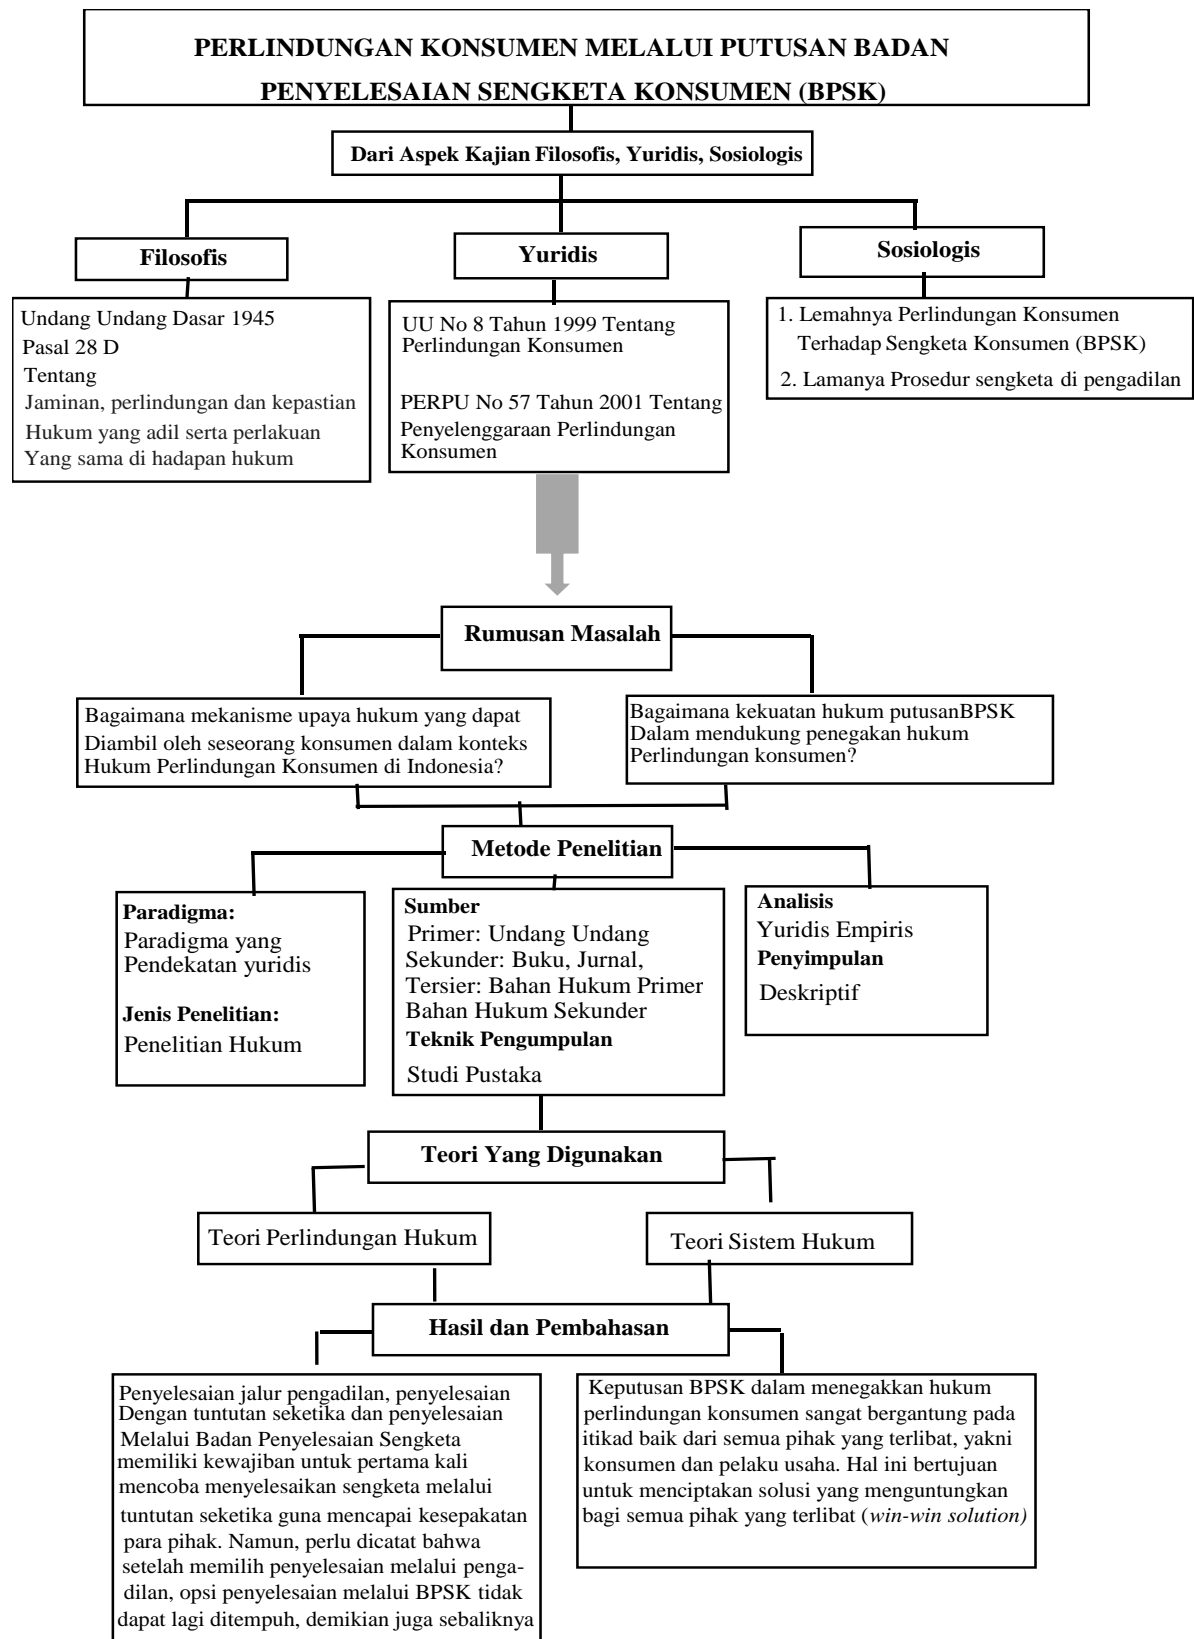 PERLINDUNGAN KONSUMEN MELALUI PUTUSAN BADAN
PENYELESAIAN SENGKETA KONSUMEN (BPSK)
Dari Aspek Kajian Filosofis, Yuridis, Sosiologis
Filosofis
Undang Undang Dasar 1945
Pasal 28 D
Tentang
Jaminan, perlindungan dan kepastian
Hukum yang adil serta perlakuan
Yang sama di hadapan hukum
Yuridis
UU No 8 Tahun 1999 Tentang
Perlindungan Konsumen
PERPU No 57 Tahun 2001 Tentang
Penyelenggaraan Perlindungan
Konsumen
Sosiologis
1. Lemahnya Perlindungan Konsumen
Terhadap Sengketa Konsumen (BPSK)
2. Lamanya Prosedur sengketa di pengadilan
Rumusan Masalah
Bagaimana mekanisme upaya hukum yang dapat
Diambil oleh seseorang konsumen dalam konteks
Hukum Perlindungan Konsumen di Indonesia?
Bagaimana kekuatan hukum putusanBPSK
Dalam mendukung penegakan hukum
Perlindungan konsumen?
Metode Penelitian
Paradigma:
Paradigma yang
Pendekatan yuridis
Jenis Penelitian:
Penelitian Hukum
Sumber
Primer: Undang Undang
Sekunder: Buku, Jurnal,
Tersier: Bahan Hukum Primer
Bahan Hukum Sekunder
Teknik Pengumpulan
Studi Pustaka
Analisis
Yuridis Empiris
Penyimpulan
Deskriptif
Teori Yang Digunakan
Teori Perlindungan Hukum
Teori Sistem Hukum
Hasil dan Pembahasan
Penyelesaian jalur pengadilan, penyelesaian
Dengan tuntutan seketika dan penyelesaian
Melalui Badan Penyelesaian Sengketa
memiliki kewajiban untuk pertama kali
mencoba menyelesaikan sengketa melalui
tuntutan seketika guna mencapai kesepakatan
para pihak. Namun, perlu dicatat bahwa
setelah memilih penyelesaian melalui penga-
dilan, opsi penyelesaian melalui BPSK tidak
dapat lagi ditempuh, demikian juga sebaliknya
Keputusan BPSK dalam menegakkan hukum
perlindungan konsumen sangat bergantung pada
itikad baik dari semua pihak yang terlibat, yakni
konsumen dan pelaku usaha. Hal ini bertujuan
untuk menciptakan solusi yang menguntungkan
bagi semua pihak yang terlibat (win-win solution)